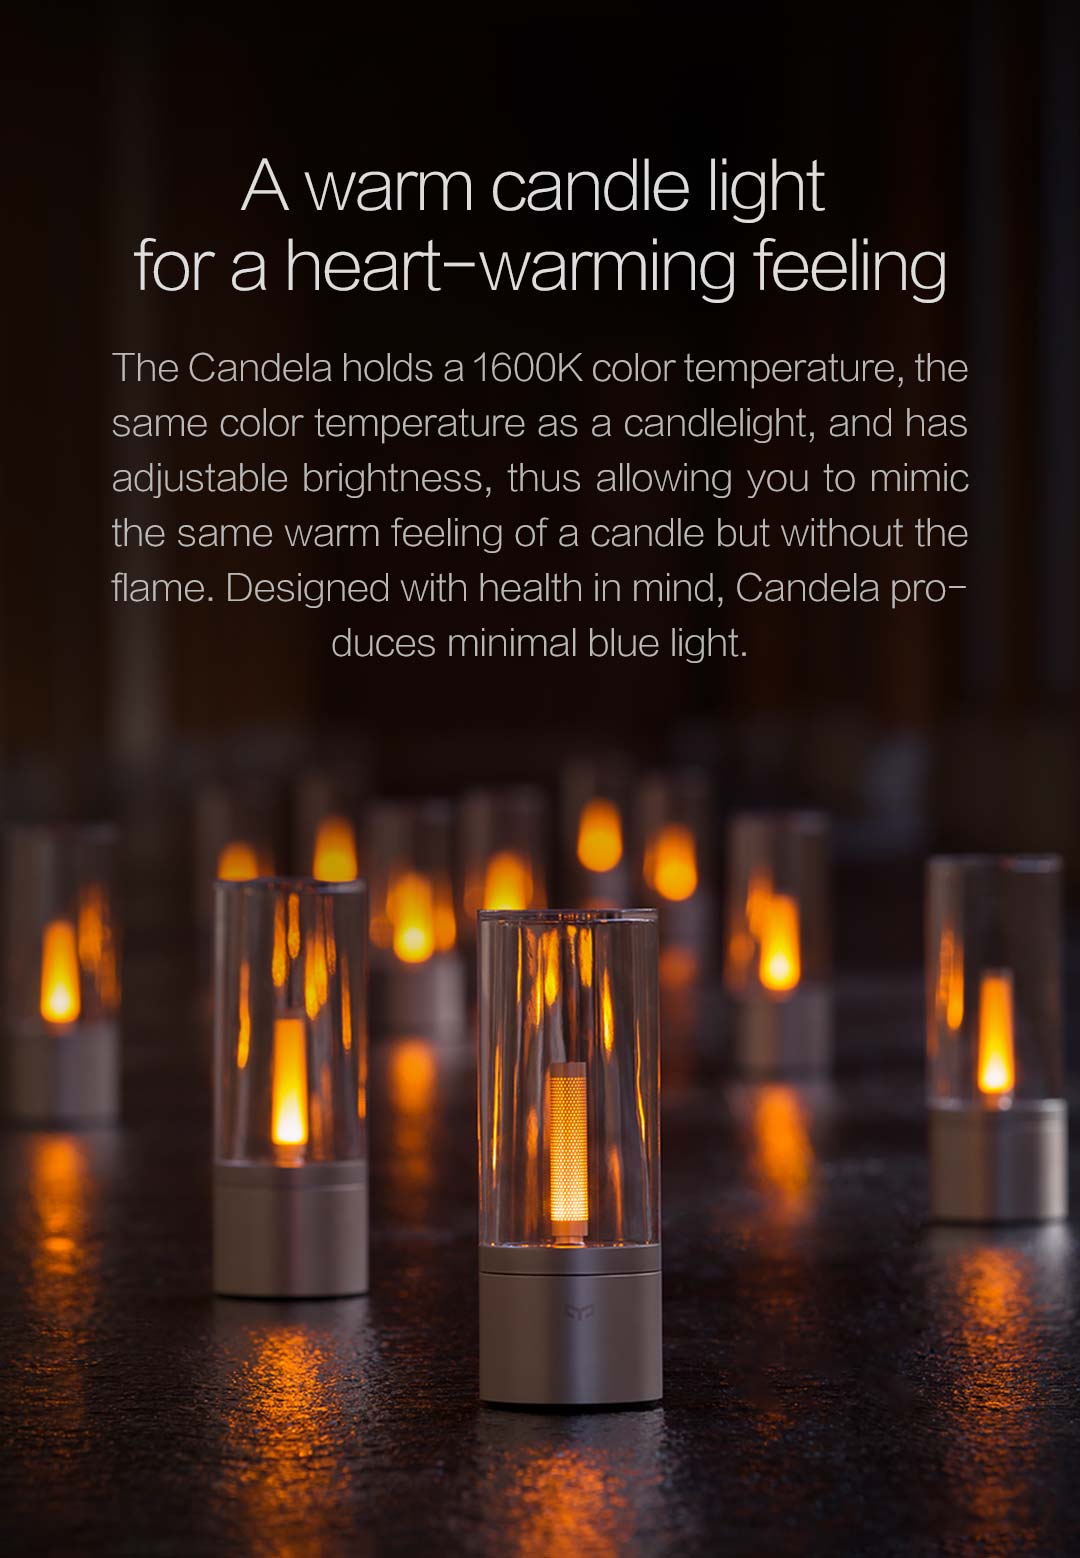 A warm candle light
for a heart-warming feeling
The Candela holds a 1600K color temperature, the
same color temperature as a candlelight, and has
adjustable brightness, thus allowing you to mimic
the same warm feeling of a candle but without the
flame. Designed with health in mind, Candela pro-
duces minimal blue light.